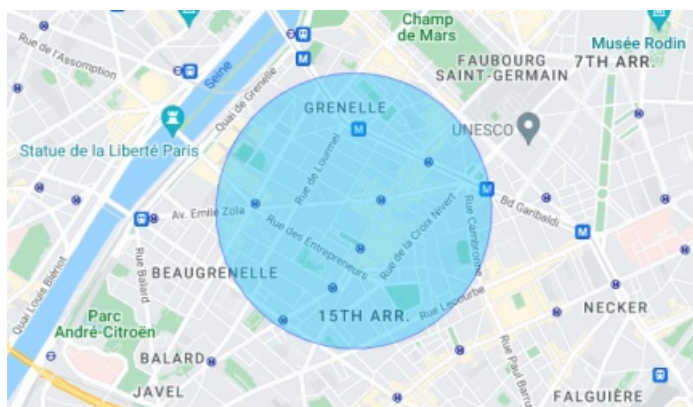 Champ
de Mars
Musée Rodin
Rue de l'Assomption
Seine
FAUBOURG
SAINT-GERMAIN
7TH ARR.
Quai de Grenelle
GRENELLE
UNESCO
Statue de la Liberté Paris
Rue de Lourmel
Av. Emile Zola
Bd Garibaldi
Rue des Entrepreneurs
Rue de la Croix Nivert
Rue Cambronne
Quai Louis Blériot
Rue Balard
BEAUGRENELLE
Parc
André-Citroën
15TH ARR.
Rue Lecourbe
NECKER
BALARD
Rue Paul Barru
JAVEL
FALGUIÈRE
M
M
M
M